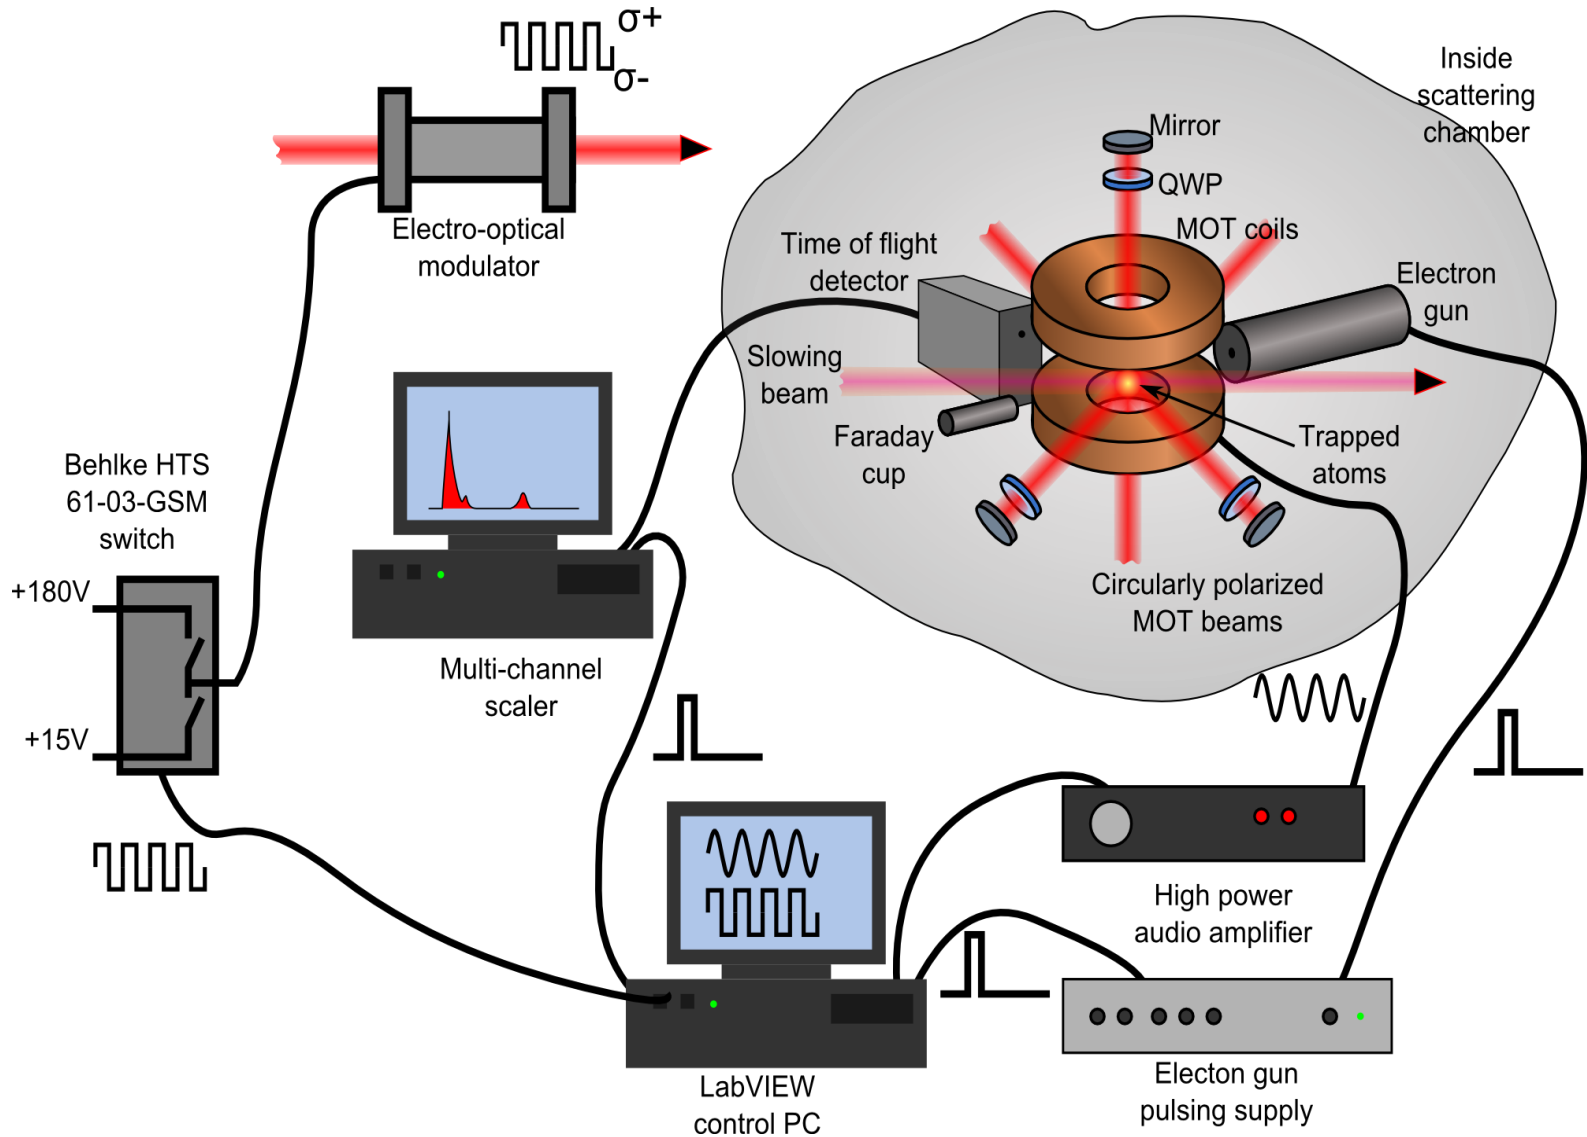 σ+
σ-
Electro-optical
modulator
Inside
scattering
chamber
Mirror
QWP
MOT coils
Time of flight
detector
Electron
gun
Slowing
beam
Faraday
cup
Trapped
atoms
Circularly polarized
MOT beams
Behlke HTS
61-03-GSM
switch
+180V
+15V
Multi-channel
scaler
High power
audio amplifier
LabVIEW
control PC
Electon gun
pulsing supply